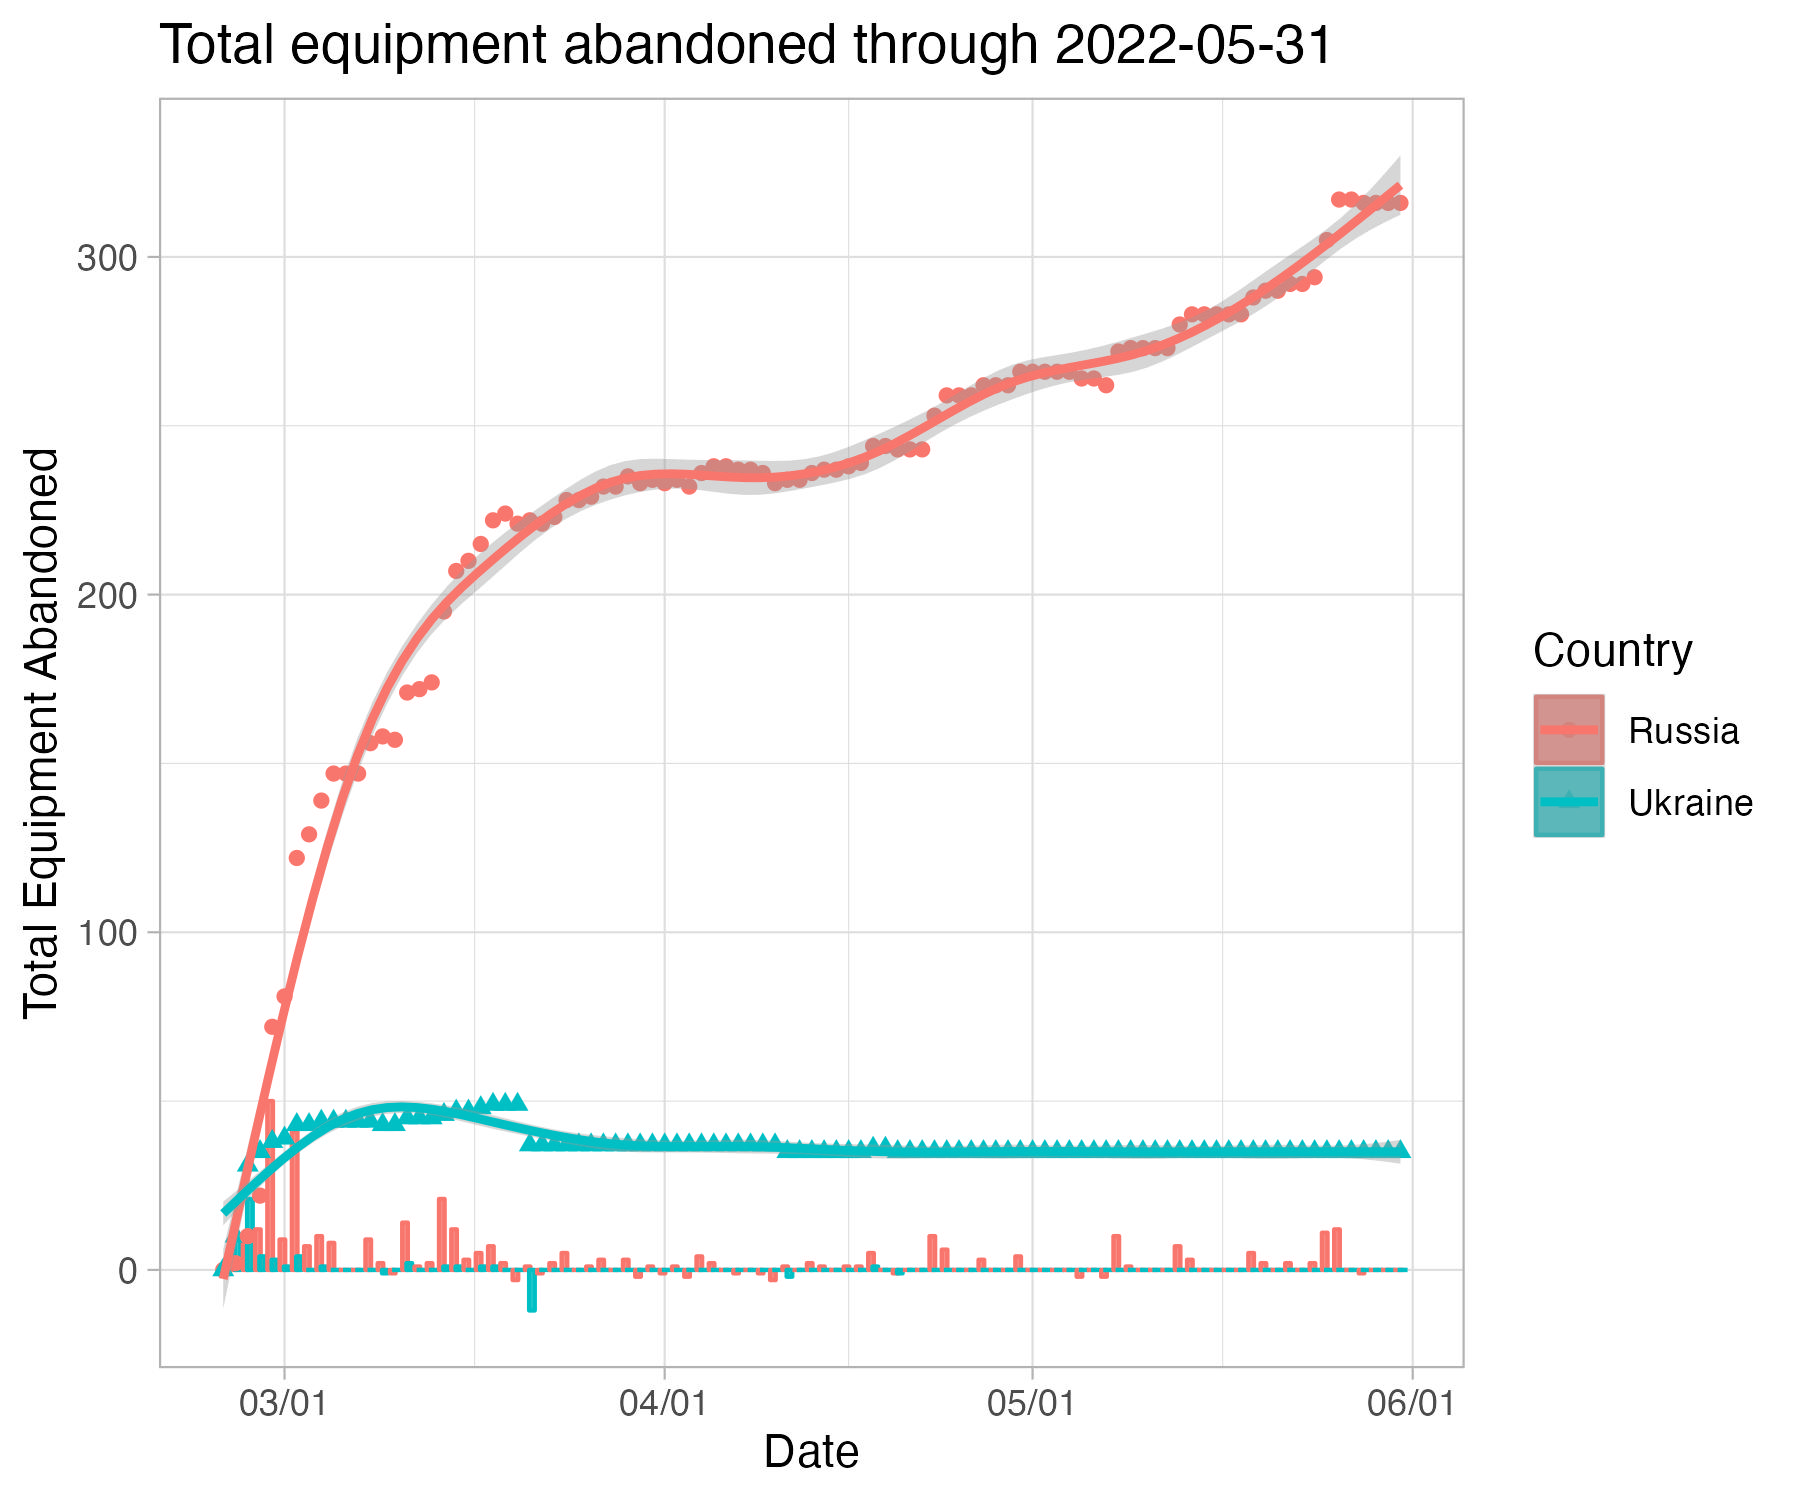 Total equipment abandoned through 2022-05-31
Total Equipment Abandoned
300
200
100
0
03/01
04/01
05/01
06/01
Date
Country
Russia
Ukraine